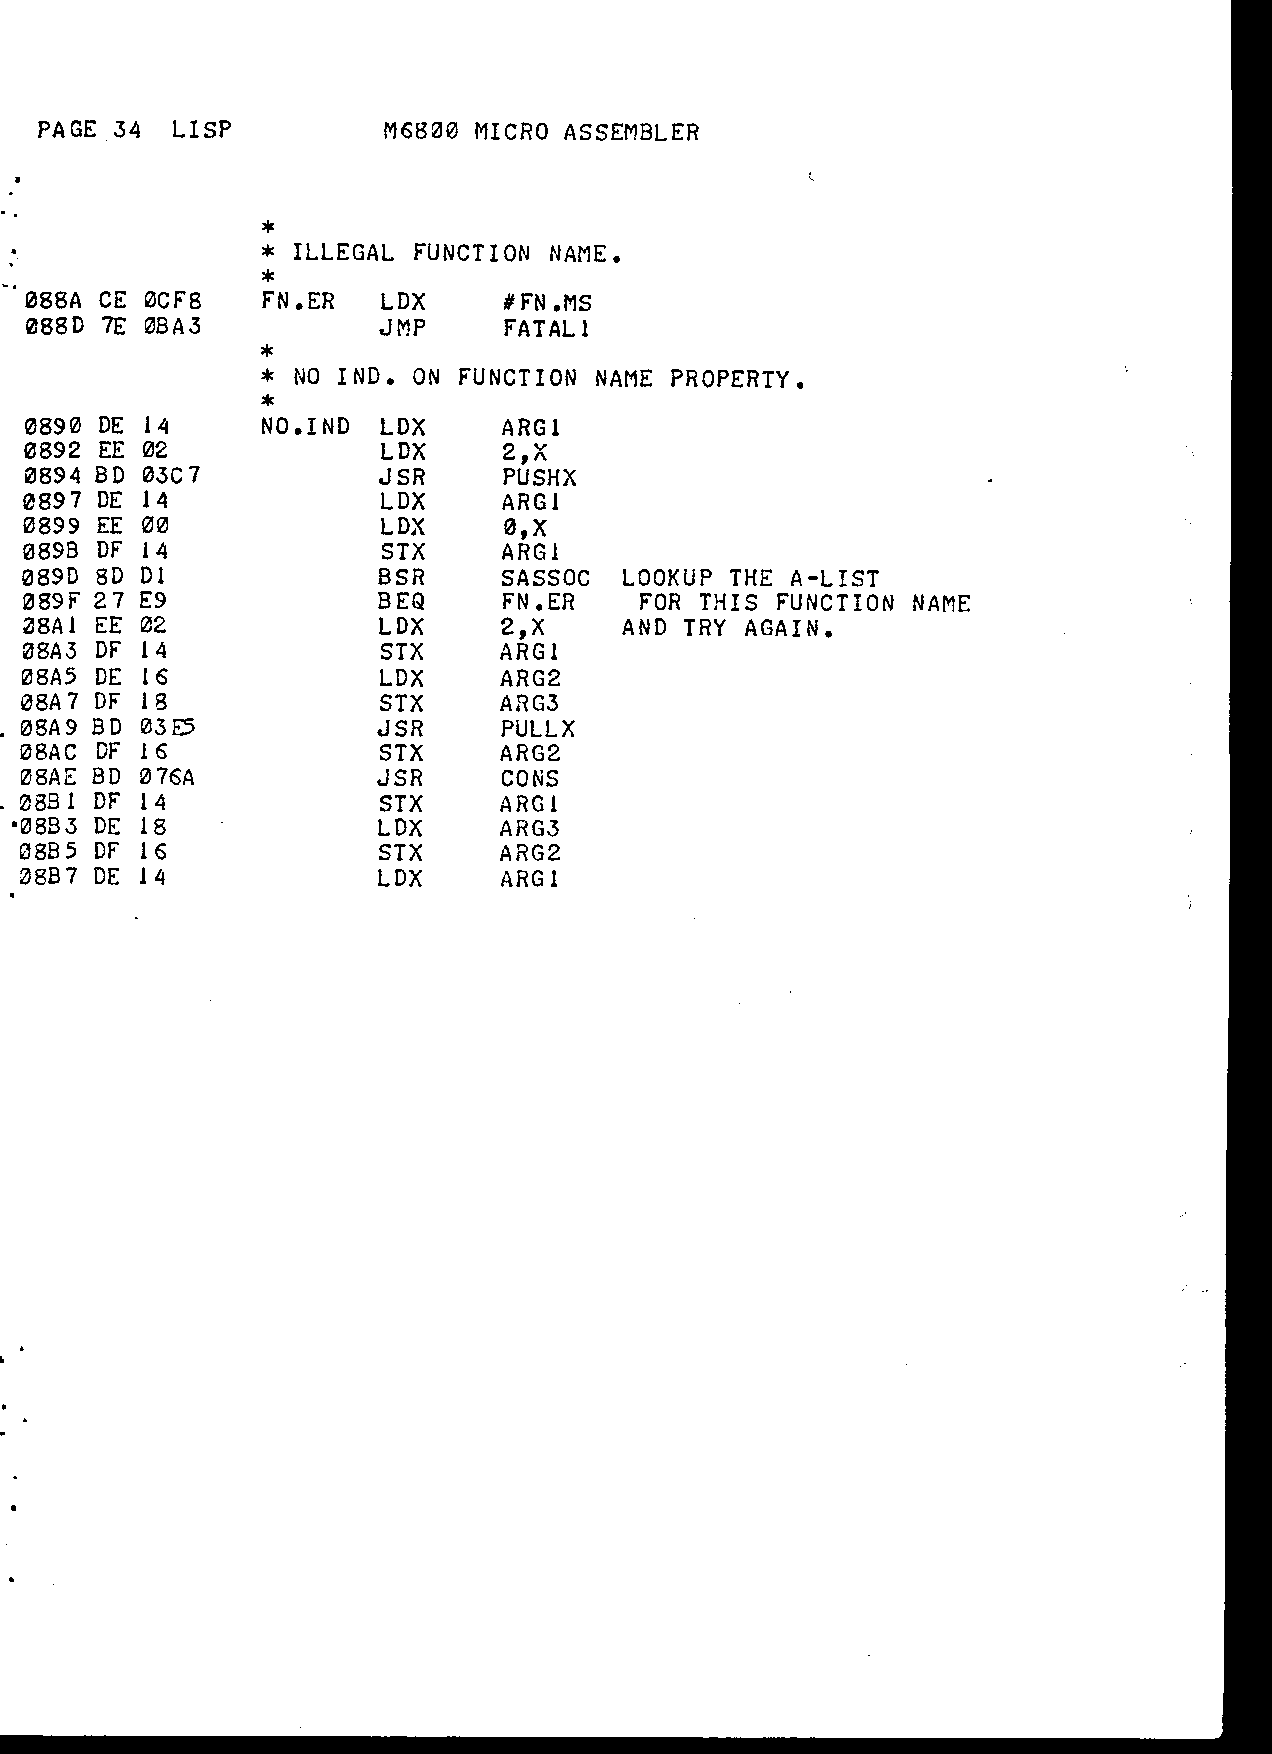 PAGE 34 LISP M6800 MICRO ASSEMBLER
*
* ILLEGAL FUNCTION NAME.
*
088A CE 0CF8 FN.ER LDX #FN.MS
088D 7E 0BA3 JMP FATAL1
*
* NO IND. ON FUNCTION NAME PROPERTY.
*
0890 DE 14 NO.IND LDX ARG1
0892 EE 02 LDX 2,X
0894 BD 03C7 JSR PUSHX
0897 DE 14 LDX ARG1
0899 EE 00 LDX 0,X
089B DF 14 STX ARG1
089D 8D D1 BSR SASSOC LOOKUP THE A-LIST
089F 27 E9 BEQ FN.ER FOR THIS FUNCTION NAME
08A1 EE 02 LDX 2,X AND TRY AGAIN.
08A3 DF 14 STX ARG1
08A5 DE 16 LDX ARG2
08A7 DF 18 STX ARG3
08A9 BD 03E5 JSR PULLX
08AC DF 16 STX ARG2
08AE BD 076A JSR CONS
08B1 DF 14 STX ARG1
08B3 DE 18 LDX ARG3
08B5 DF 16 STX ARG2
08B7 DE 14 LDX ARG1